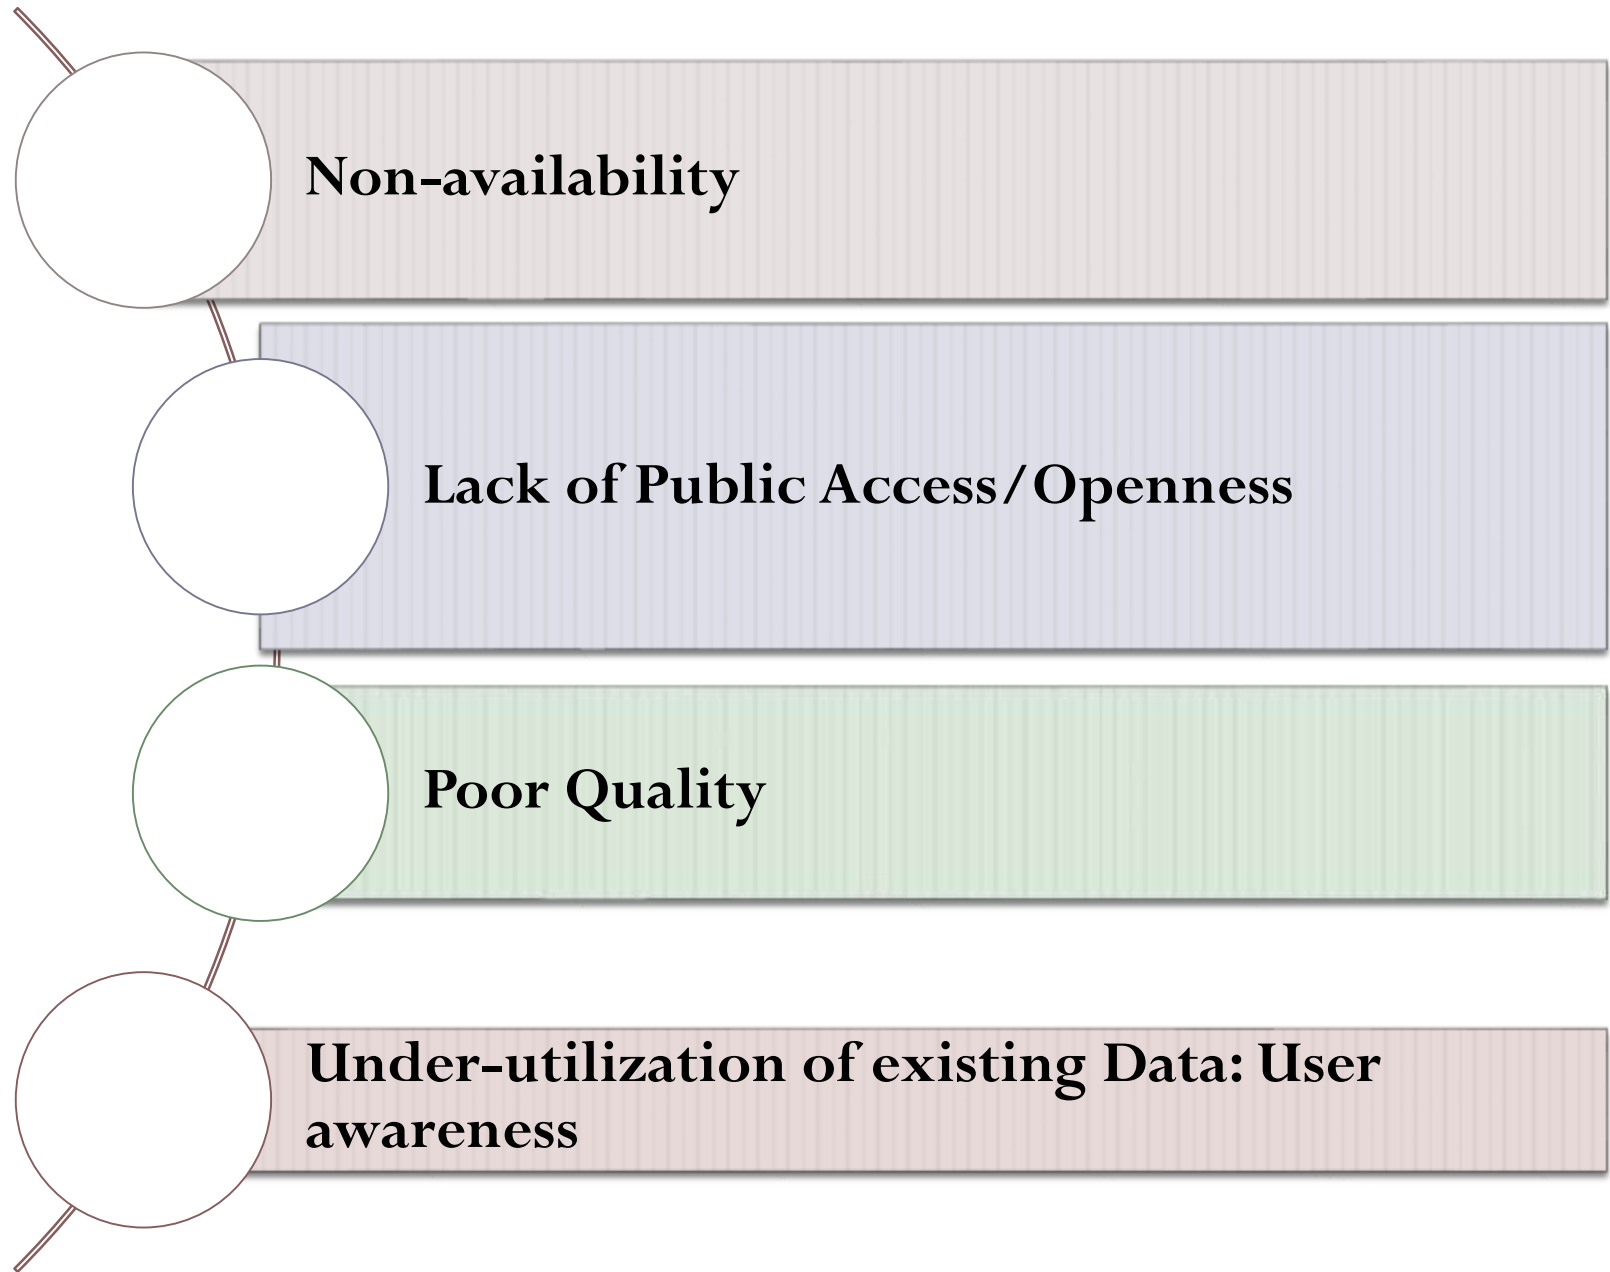 Non-availability
Lack of Public Access/Openness
Poor Quality
Under-utilization of existing Data: User
awareness